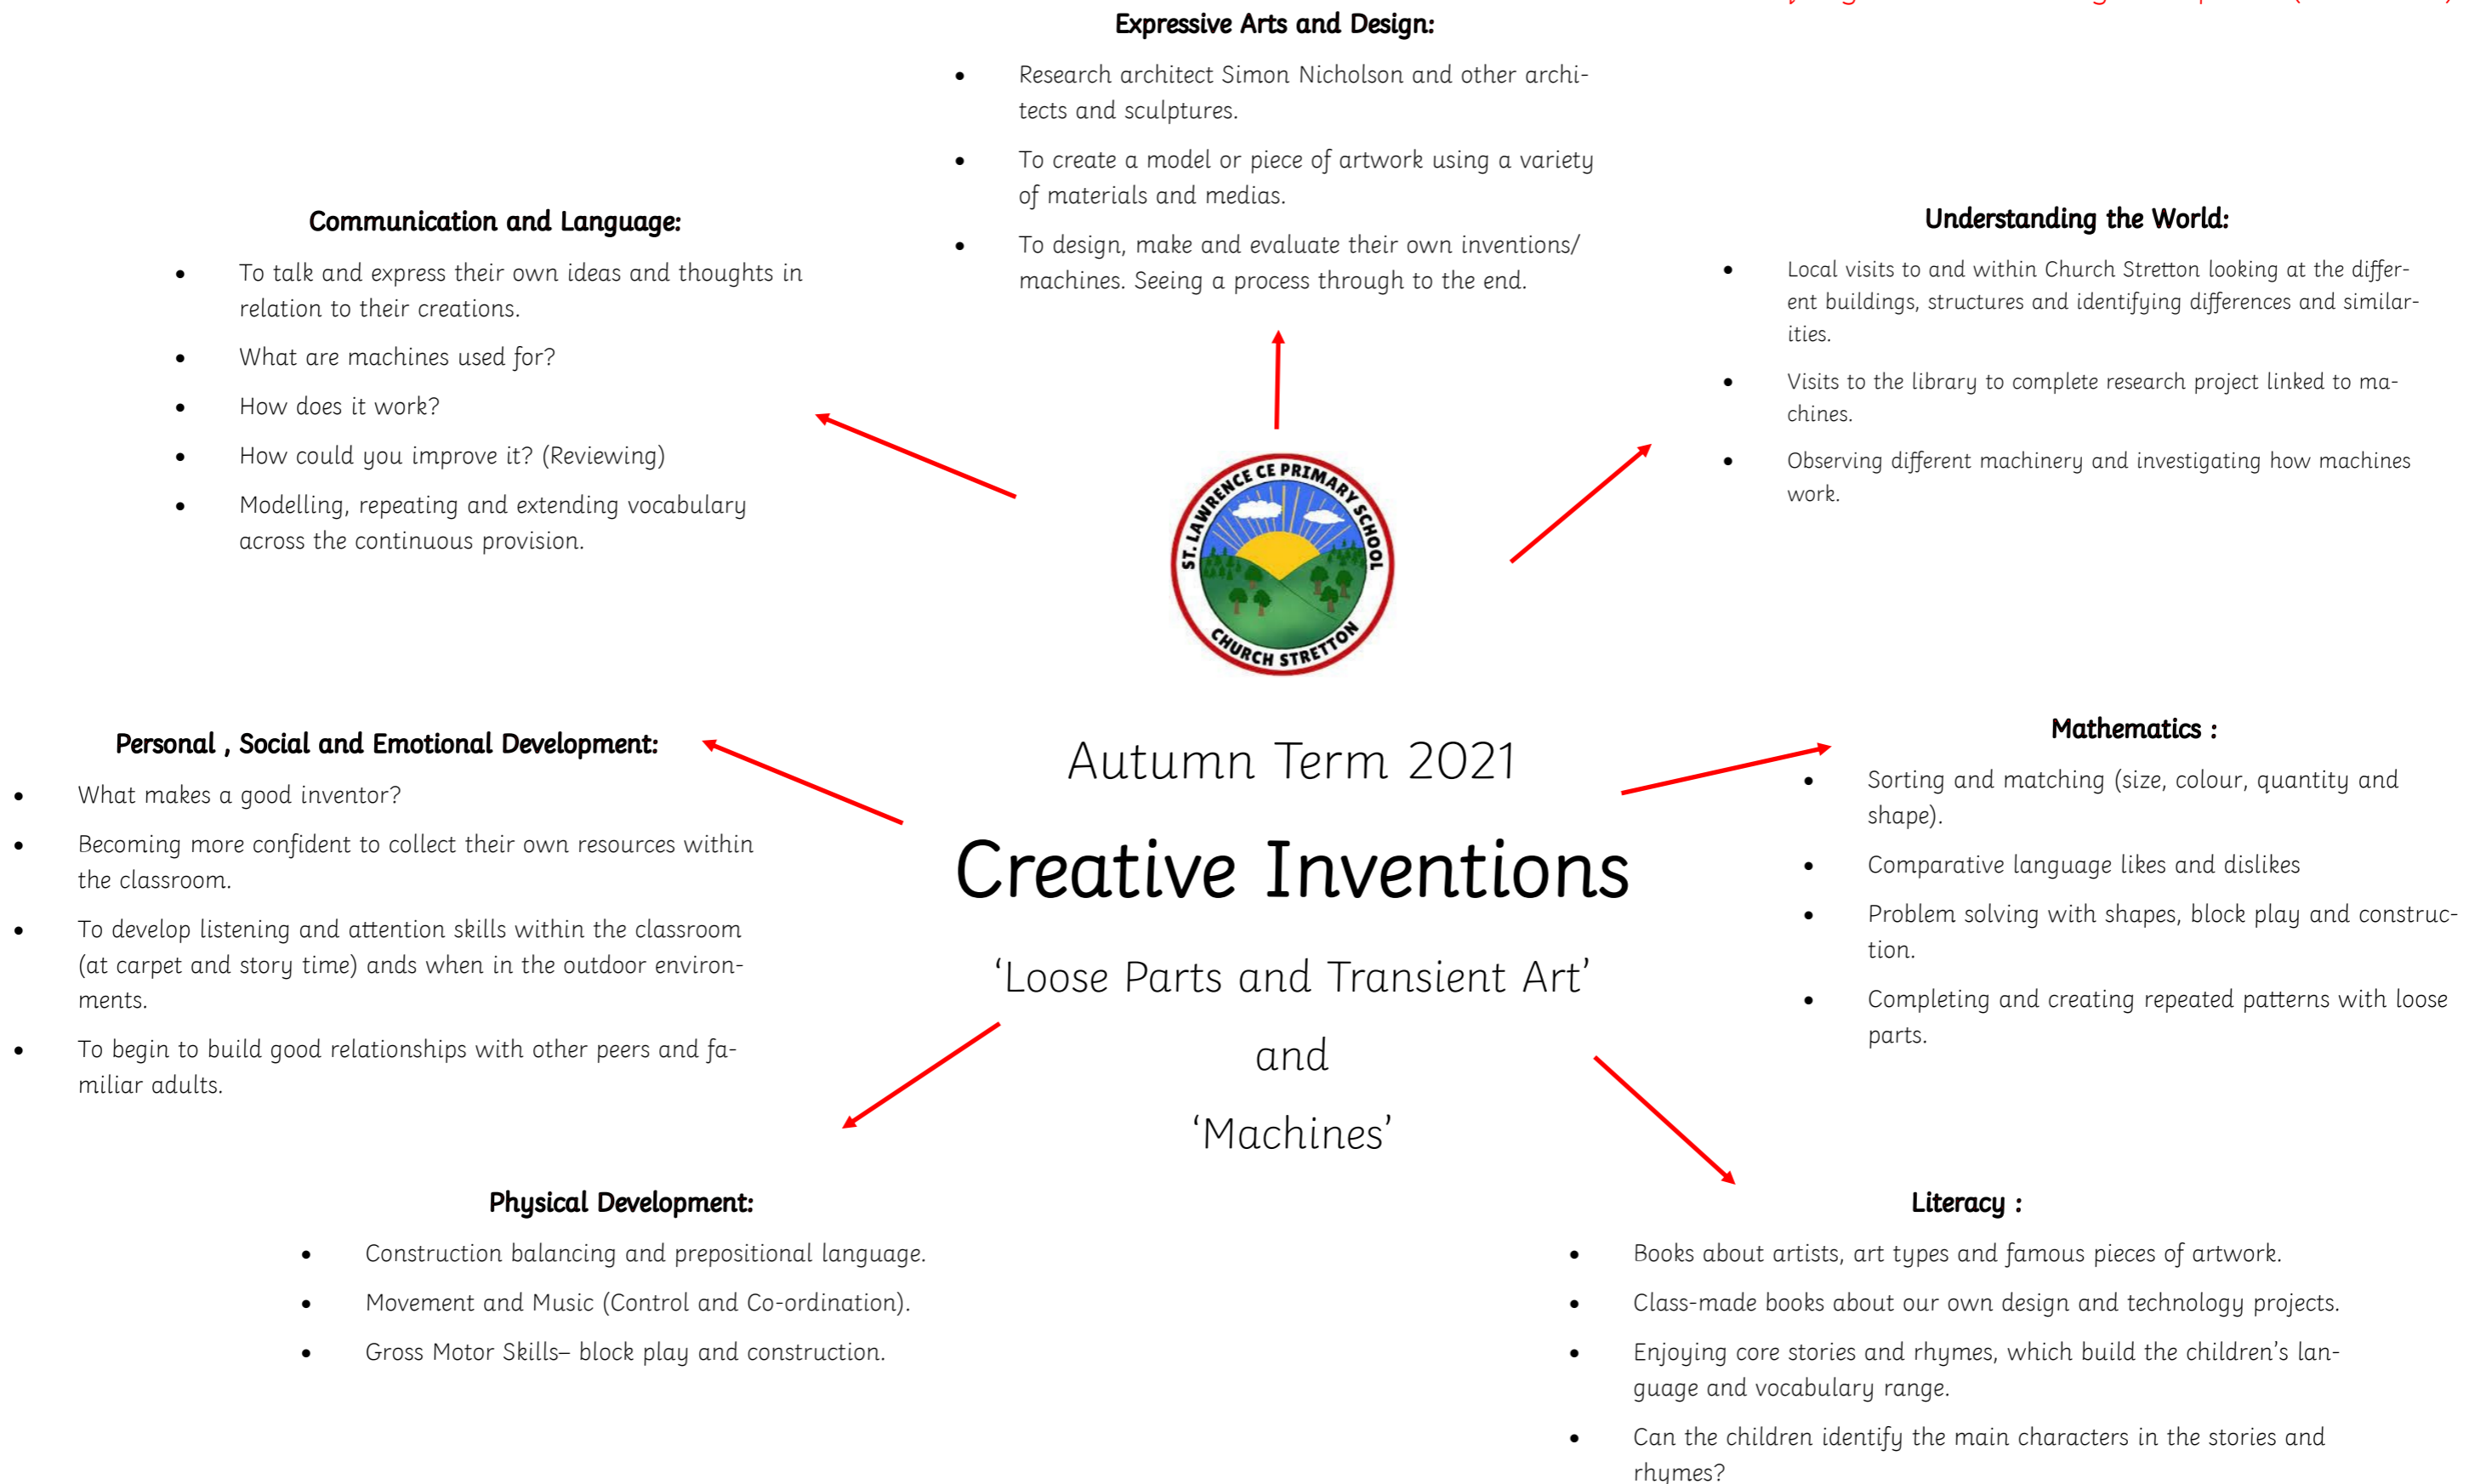 Expressive Arts and Design:
• Research architect Simon Nicholson and other archi-
tects and sculptures.
• To create a model or piece of artwork using a variety
of materials and medias.
• To design, make and evaluate their own inventions/
machines. Seeing a process through to the end.
Communication and Language:
• To talk and express their own ideas and thoughts in
relation to their creations.
• What are machines used for?
• How does it work?
• How could you improve it? (Reviewing)
• Modelling, repeating and extending vocabulary
across the continuous provision.
Understanding the World:
• Local visits to and within Church Stretton looking at the differ-
ent buildings, structures and identifying differences and similar-
ities.
• Visits to the library to complete research project linked to ma-
chines.
• Observing different machinery and investigating how machines
work.
ST. LAWRENCE CE PRIMARY SCHOOL
CHURCH STRETTON
Autumn Term 2021
Creative Inventions
‘Loose Parts and Transient Art’
and
‘Machines’
Personal , Social and Emotional Development:
• What makes a good inventor?
• Becoming more confident to collect their own resources within
the classroom.
• To develop listening and attention skills within the classroom
(at carpet and story time) ands when in the outdoor environ-
ments.
• To begin to build good relationships with other peers and fa-
miliar adults.
Mathematics :
• Sorting and matching (size, colour, quantity and
shape).
• Comparative language likes and dislikes
• Problem solving with shapes, block play and construc-
tion.
• Completing and creating repeated patterns with loose
parts.
Physical Development:
• Construction balancing and prepositional language.
• Movement and Music (Control and Co-ordination).
• Gross Motor Skills– block play and construction.
Literacy :
• Books about artists, art types and famous pieces of artwork.
• Class-made books about our own design and technology projects.
• Enjoying core stories and rhymes, which build the children’s lan-
guage and vocabulary range.
• Can the children identify the main characters in the stories and
rhymes?